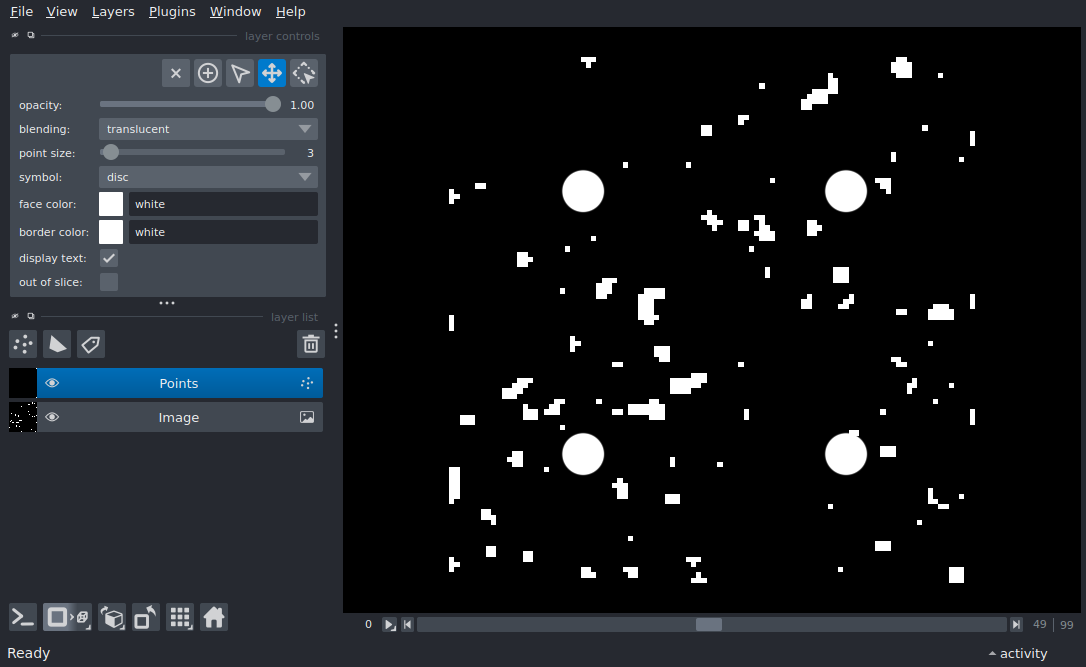 File View Layers Plugins Window Help
layer controls
opacity: 1.00
blending: translucent
point size: 3
symbol: disc
face color: white
border color: white
display text:
out of slice:
layer list
Points
Image
0 49 99
Ready activity